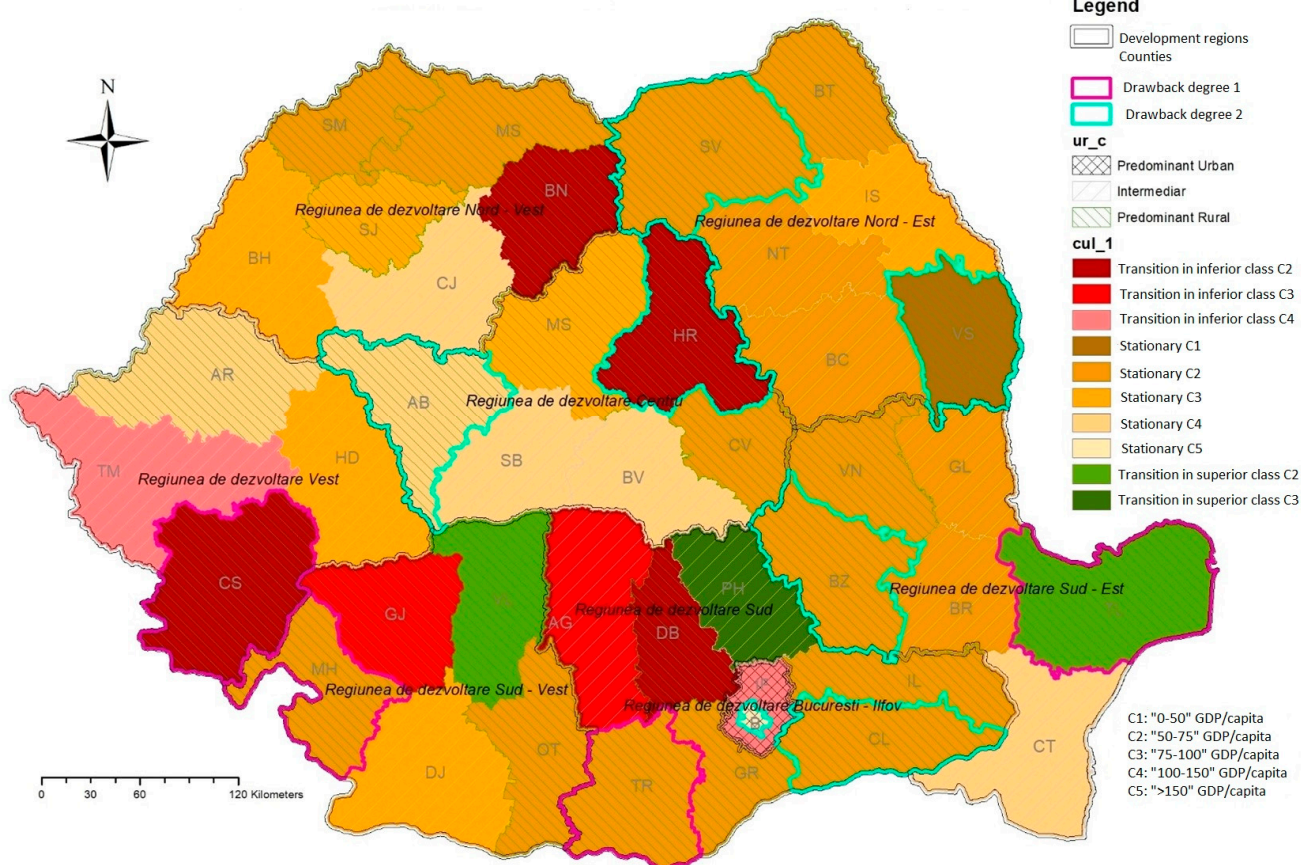 Legend
Development regions
Counties
Drawback degree 1
Drawback degree 2
ur_c
Predominant Urban
Intermediar
Predominant Rural
cul_1
Transition in inferior class C2
Transition in inferior class C3
Transition in inferior class C4
Stationary C1
Stationary C2
Stationary C3
Stationary C4
Stationary C5
Transition in superior class C2
Transition in superior class C3
N
BT
SM
MS
SV
BN
IS
Regiunea de dezvoltare Nord - Vest
Regiunea de dezvoltare Nord - Est
SJ
BH
NT
CJ
MS
HR
VS
BC
AR
AB
Regiunea de dezvoltare Centru
CV
HD
SB
BV
VN
GL
TM
Regiunea de dezvoltare Vest
CS
PH
BZ
Regiunea de dezvoltare Sud - Est
BR
GJ
AG
Regiunea de dezvoltare Sud
DB
MH
Regiunea de dezvoltare Sud - Vest
IL
Regiunea de dezvoltare Bucuresti - Ilfov
B
CL
CT
OT
DJ
TR
GR
0 30 60 120 Kilometers
C1: "0-50" GDP/capita
C2: "50-75" GDP/capita
C3: "75-100" GDP/capita
C4: "100-150" GDP/capita
C5: ">150" GDP/capita